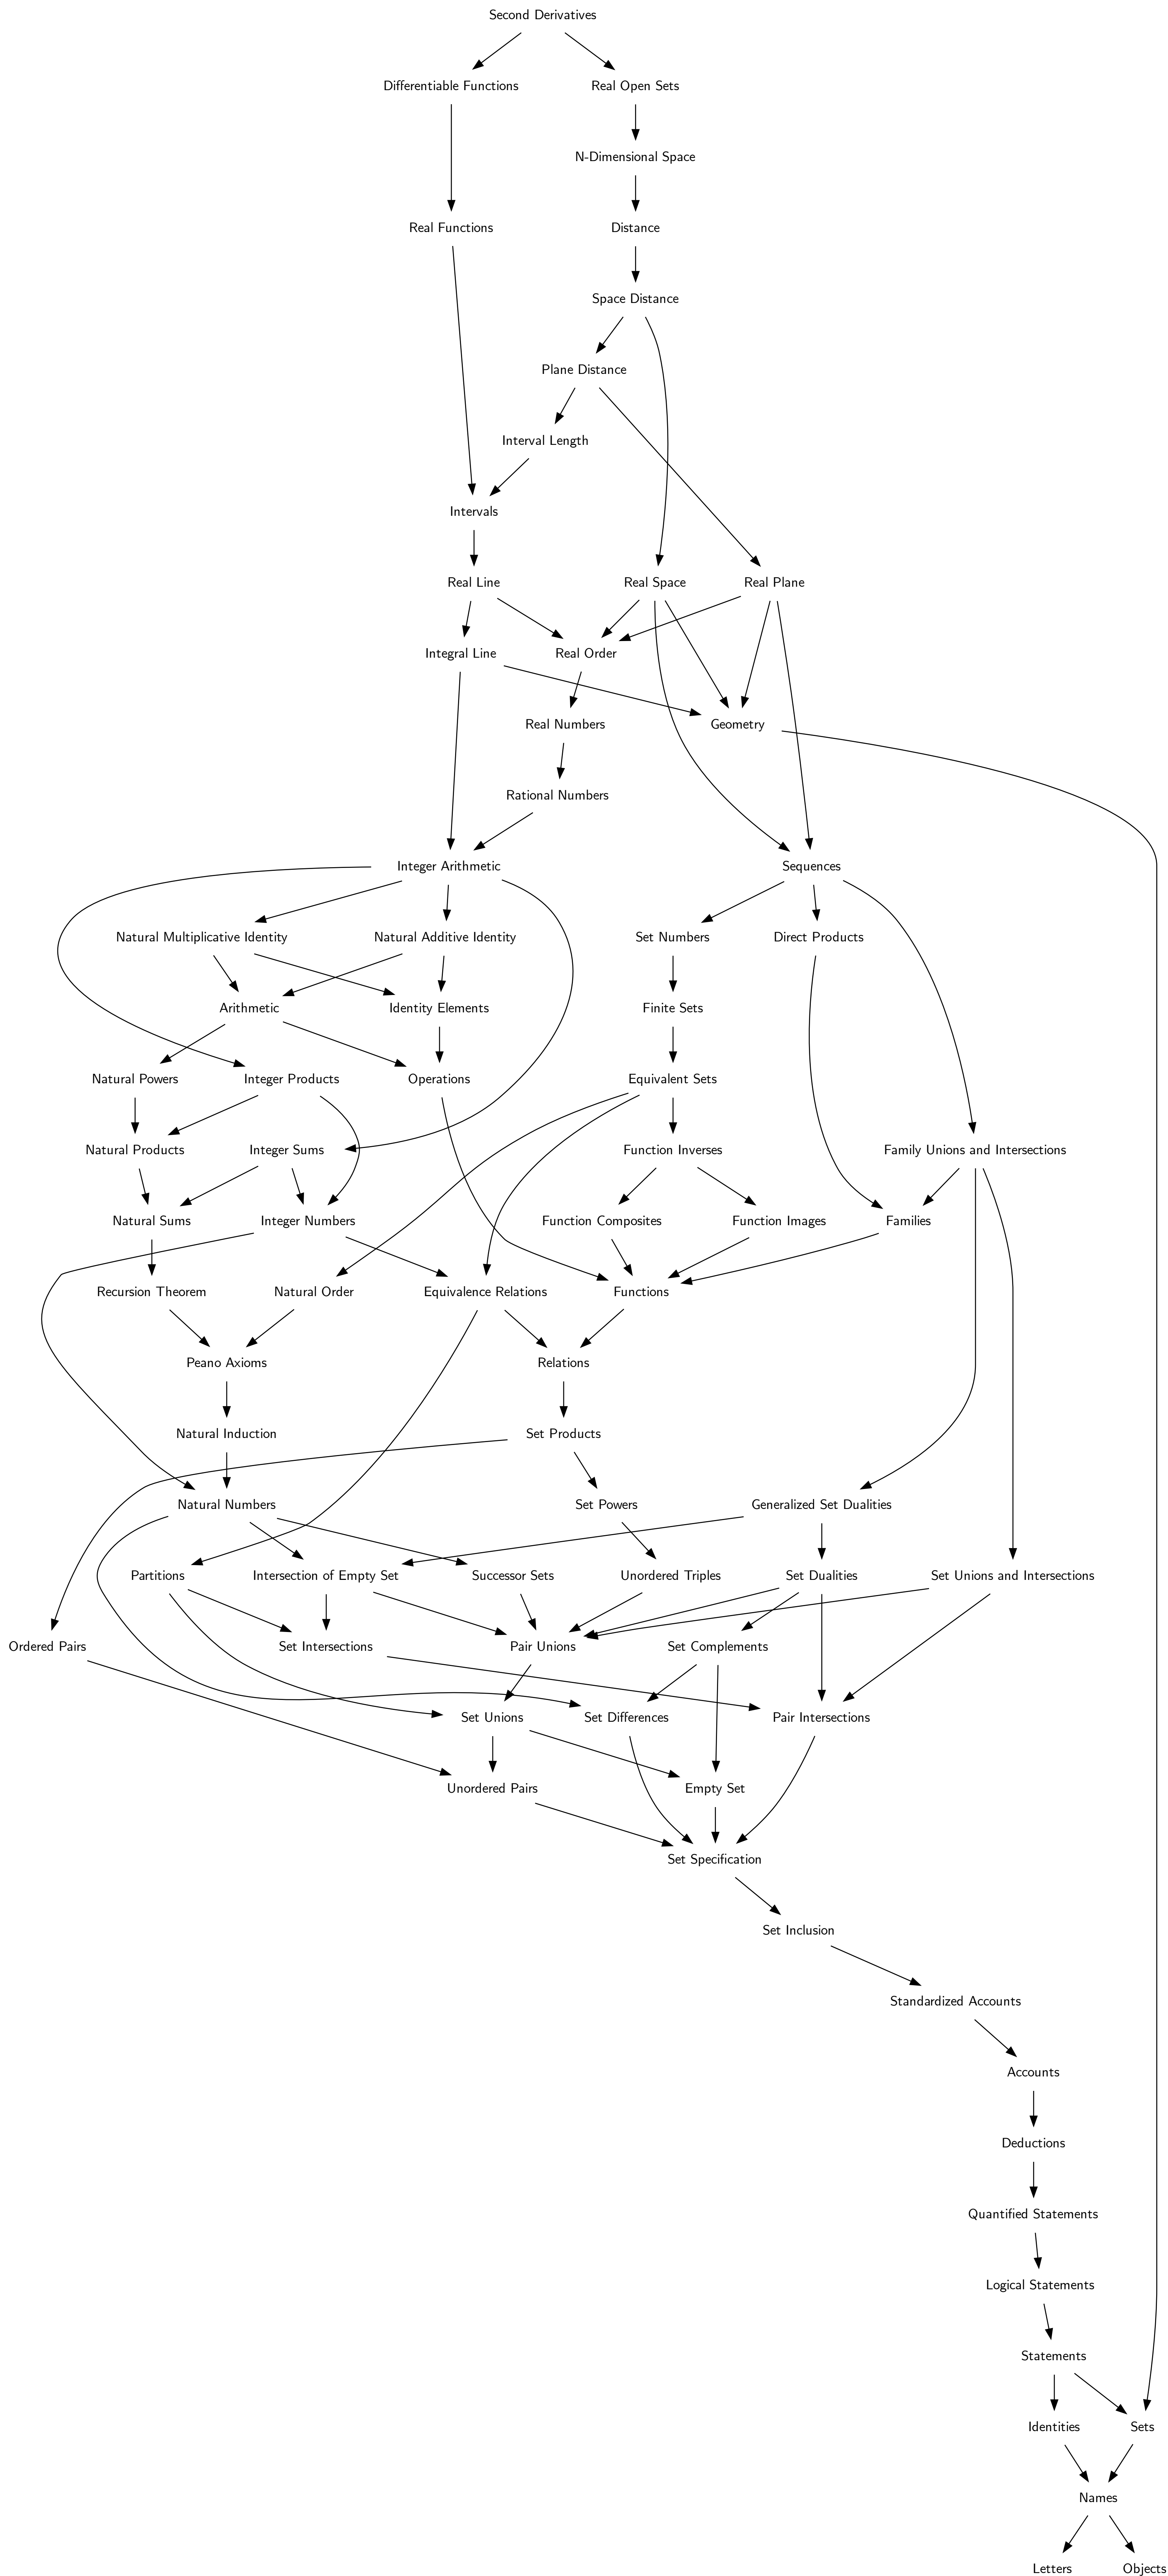 Second Derivatives
Differentiable Functions
Real Open Sets
N-Dimensional Space
Real Functions
Distance
Space Distance
Plane Distance
Interval Length
Intervals
Real Line
Real Space
Real Plane
Integral Line
Real Order
Real Numbers
Geometry
Rational Numbers
Integer Arithmetic
Sequences
Natural Multiplicative Identity
Natural Additive Identity
Set Numbers
Direct Products
Arithmetic
Identity Elements
Finite Sets
Natural Powers
Integer Products
Operations
Equivalent Sets
Natural Products
Integer Sums
Function Inverses
Family Unions and Intersections
Natural Sums
Integer Numbers
Function Composites
Function Images
Families
Recursion Theorem
Natural Order
Equivalence Relations
Functions
Peano Axioms
Relations
Natural Induction
Set Products
Natural Numbers
Set Powers
Generalized Set Dualities
Partitions
Intersection of Empty Set
Successor Sets
Unordered Triples
Set Dualities
Set Unions and Intersections
Ordered Pairs
Set Intersections
Pair Unions
Set Complements
Set Unions
Set Differences
Pair Intersections
Unordered Pairs
Empty Set
Set Specification
Set Inclusion
Standardized Accounts
Accounts
Deductions
Quantified Statements
Logical Statements
Statements
Identities
Sets
Names
Letters
Objects